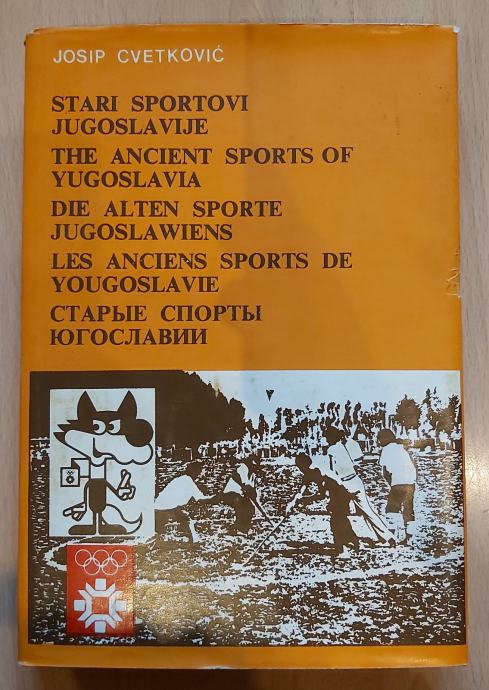 JOSIP CVETKOVIĆ
STARI SPORTOVI
JUGOSLAVIJE
THE ANCIENT SPORTS OF
YUGOSLAVIA
DIE ALTEN SPORTE
JUGOSLAWIENS
LES ANCIENS SPORTS DE
YOUGOSLAVIE
СТАРЫЕ СПОРТЫ
ЮГОСЛАВИИ